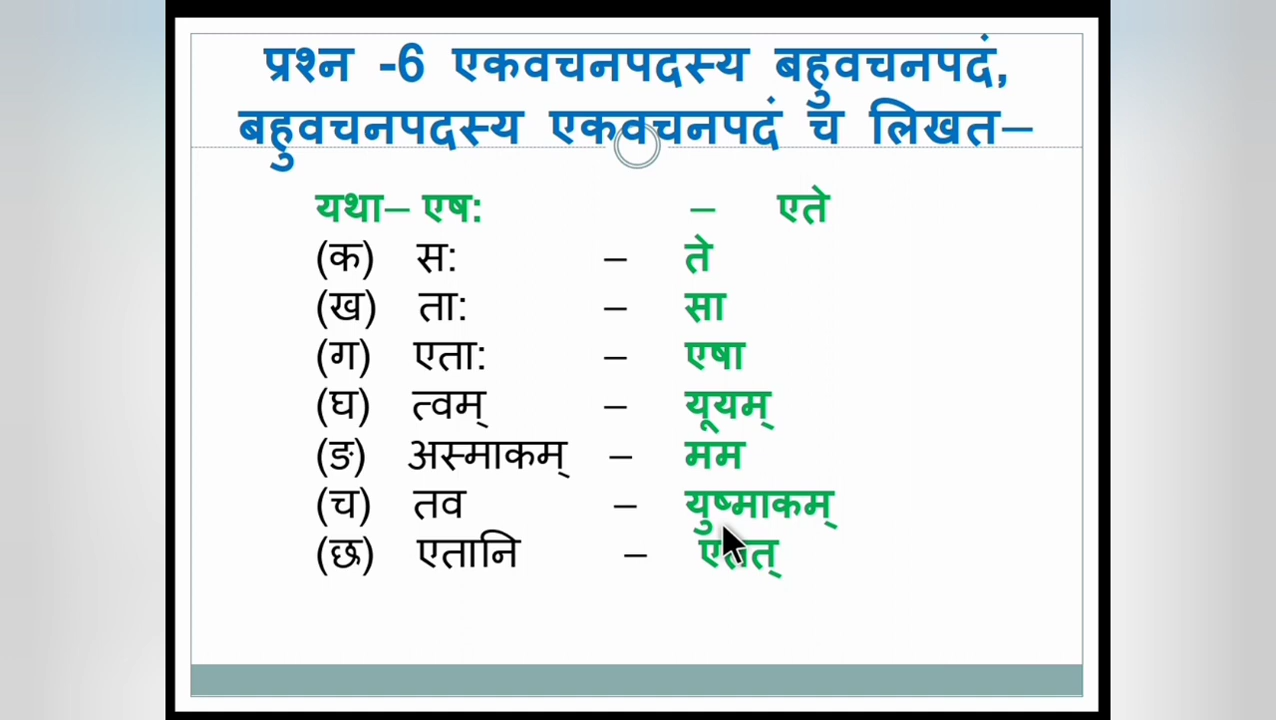 प्रश्न -6 एकवचनपदस्य बहुवचनपदं,
बहुवचनपदस्य एकवचनपदं च लिखत–
यथा– एष: – एते
(क) स: – ते
(ख) ता: – सा
(ग) एता: – एषा
(घ) त्वम् – यूयम्
(ङ) अस्माकम् – मम
(च) तव – युष्माकम्
(छ) एतानि – एतत्